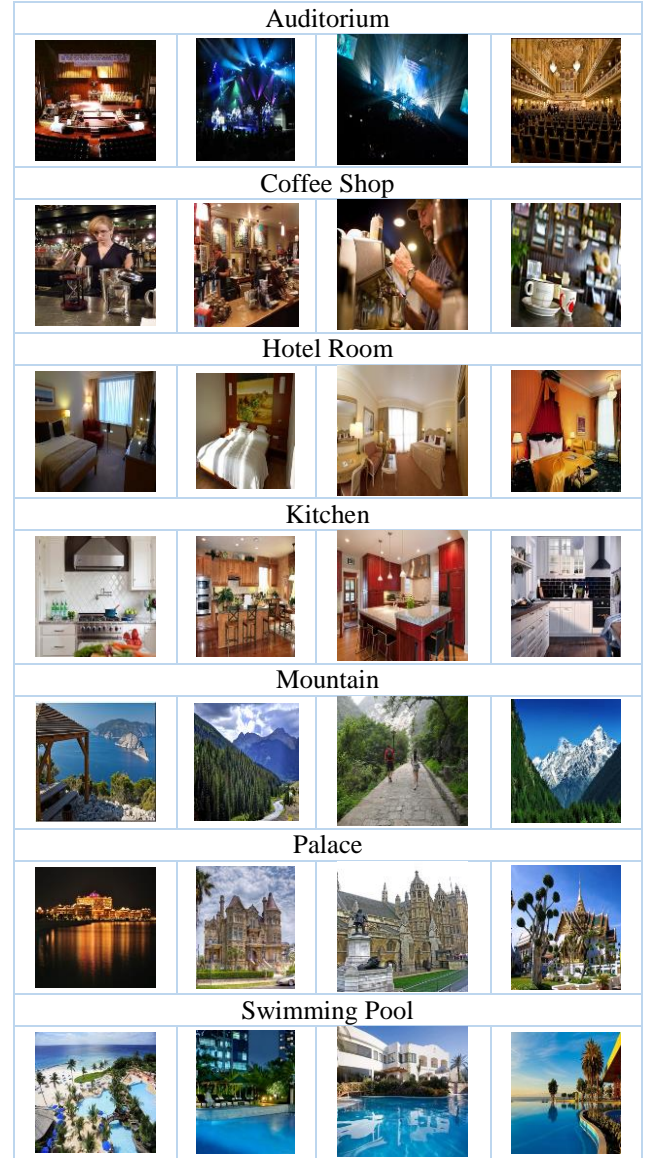 Auditorium
Coffee Shop
Hotel Room
Kitchen
Mountain
Palace
Swimming Pool